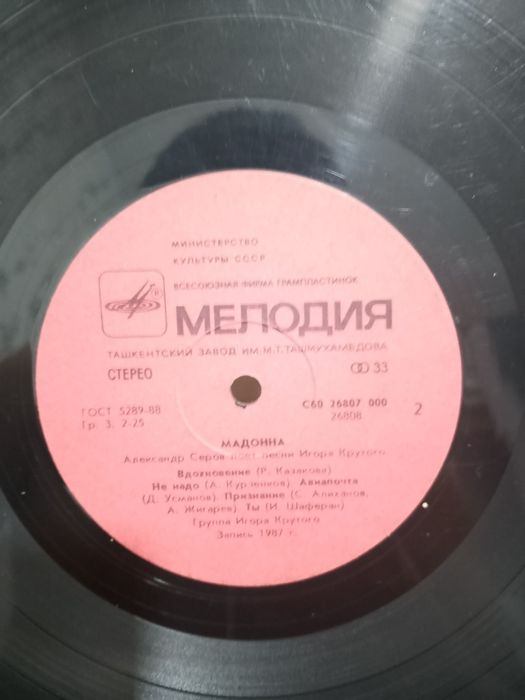 МИНИСТЕРСТВО
КУЛЬТУРЫ СССР
ВСЕСОЮЗНАЯ ФИРМА ГРАМПЛАСТИНОК
МЕЛОДИЯ
ТАШКЕНТСКИЙ ЗАВОД ИМ. М.Т. ТАШМУХАМЕДОВА
СТЕРЕО 33
ГОСТ 5289-88 С60 26807 000
Гр. 3. 2-25 26808 2
МАДОННА
Александр Серов поет песни Игоря Крутого
Вдохновение (Р. Казакова)
Не надо (А. Курленков). Авиапочта
(Д. Усманов). Признание (С. Алиханов,
А. Жигарев). Ты (И. Шаферан)
Группа Игоря Крутого
Запись 1987 г.